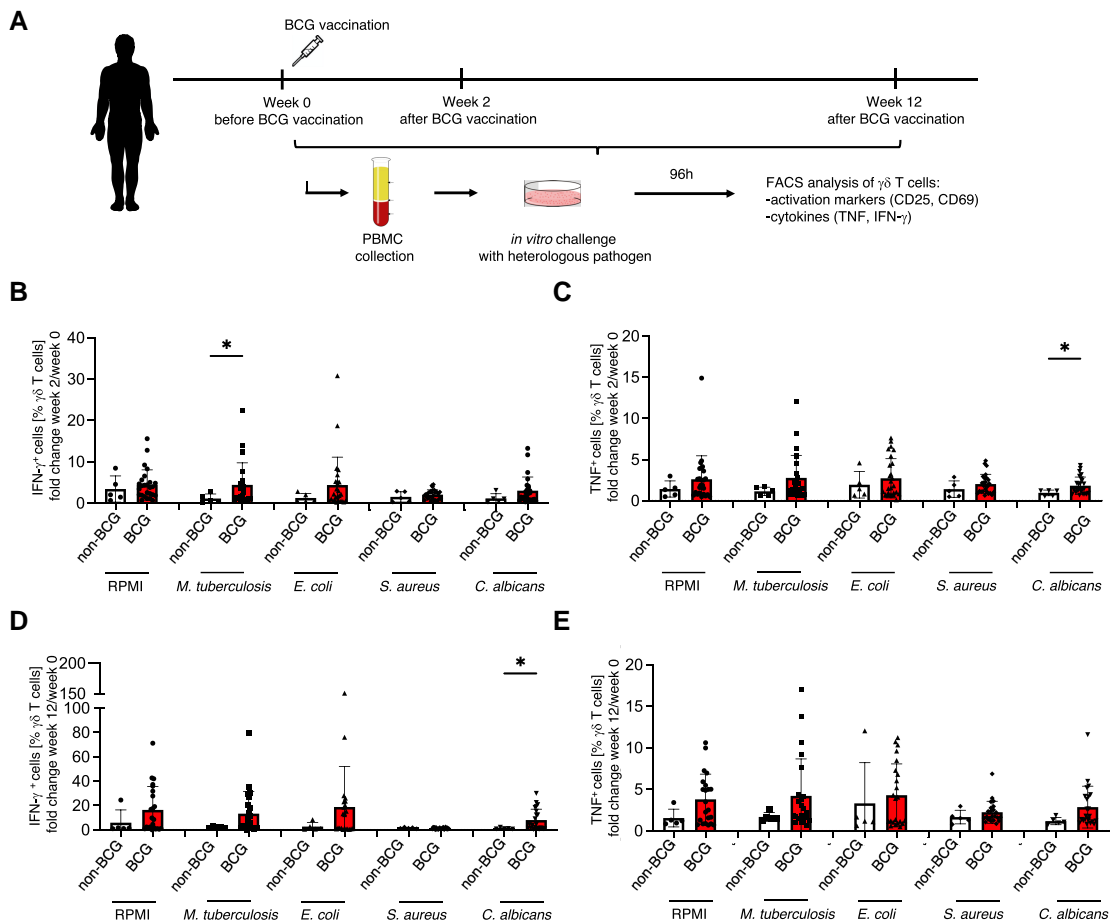 A
BCG vaccination
Week 0
before BCG vaccination
Week 2
after BCG vaccination
Week 12
after BCG vaccination
96h
PBMC
collection
in vitro challenge
with heterologous pathogen
FACS analysis of γδ T cells:
-activation markers (CD25, CD69)
-cytokines (TNF, IFN-γ)
B
IFN-γ+ cells [% γδ T cells]
fold change week 2/week 0
40
30
20
10
0
*
non-BCG BCG non-BCG BCG non-BCG BCG non-BCG BCG non-BCG BCG
RPMI M. tuberculosis E. coli S. aureus C. albicans
C
TNF+ cells [% γδ T cells]
fold change week 2/week 0
20
15
10
5
0
*
non-BCG BCG non-BCG BCG non-BCG BCG non-BCG BCG non-BCG BCG
RPMI M. tuberculosis E. coli S. aureus C. albicans
D
IFN-γ+ cells [% γδ T cells]
fold change week 12/week 0
200
150
100
80
60
40
20
0
*
non-BCG BCG non-BCG BCG non-BCG BCG non-BCG BCG non-BCG BCG
RPMI M. tuberculosis E. coli S. aureus C. albicans
E
TNF+ cells [% γδ T cells]
fold change week 12/week 0
20
15
10
5
0
non-BCG BCG non-BCG BCG non-BCG BCG non-BCG BCG non-BCG BCG
RPMI M. tuberculosis E. coli S. aureus C. albicans